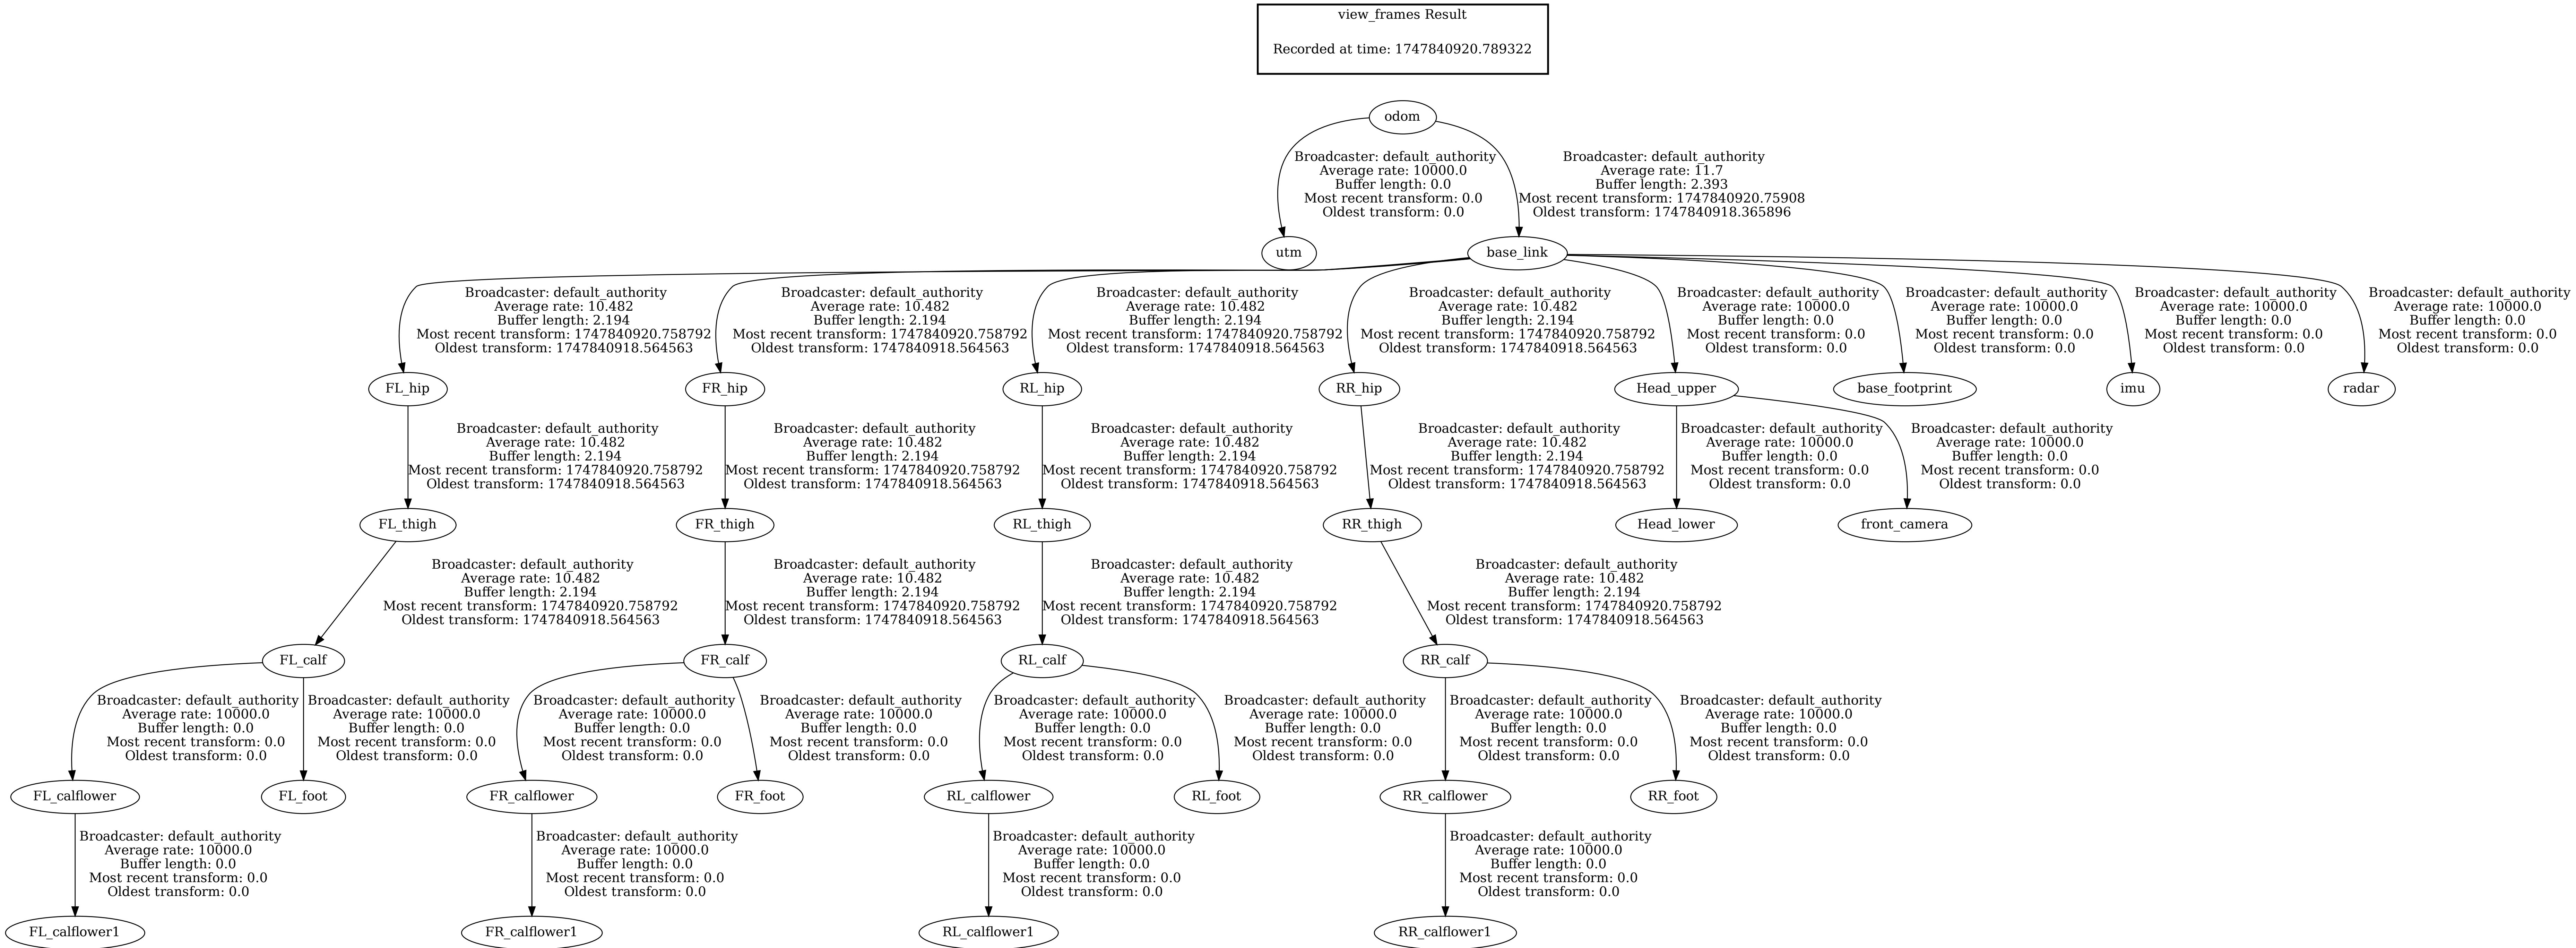 view_frames Result
Recorded at time: 1747840920.789322
odom
Broadcaster: default_authority
Average rate: 10000.0
Buffer length: 0.0
Most recent transform: 0.0
Oldest transform: 0.0
Broadcaster: default_authority
Average rate: 11.7
Buffer length: 2.393
Most recent transform: 1747840920.75908
Oldest transform: 1747840918.365896
utm
base_link
Broadcaster: default_authority
Average rate: 10.482
Buffer length: 2.194
Most recent transform: 1747840920.758792
Oldest transform: 1747840918.564563
Broadcaster: default_authority
Average rate: 10.482
Buffer length: 2.194
Most recent transform: 1747840920.758792
Oldest transform: 1747840918.564563
Broadcaster: default_authority
Average rate: 10.482
Buffer length: 2.194
Most recent transform: 1747840920.758792
Oldest transform: 1747840918.564563
Broadcaster: default_authority
Average rate: 10.482
Buffer length: 2.194
Most recent transform: 1747840920.758792
Oldest transform: 1747840918.564563
Broadcaster: default_authority
Average rate: 10000.0
Buffer length: 0.0
Most recent transform: 0.0
Oldest transform: 0.0
Broadcaster: default_authority
Average rate: 10000.0
Buffer length: 0.0
Most recent transform: 0.0
Oldest transform: 0.0
Broadcaster: default_authority
Average rate: 10000.0
Buffer length: 0.0
Most recent transform: 0.0
Oldest transform: 0.0
Broadcaster: default_authority
Average rate: 10000.0
Buffer length: 0.0
Most recent transform: 0.0
Oldest transform: 0.0
FL_hip
FR_hip
RL_hip
RR_hip
Head_upper
base_footprint
imu
radar
Broadcaster: default_authority
Average rate: 10.482
Buffer length: 2.194
Most recent transform: 1747840920.758792
Oldest transform: 1747840918.564563
Broadcaster: default_authority
Average rate: 10.482
Buffer length: 2.194
Most recent transform: 1747840920.758792
Oldest transform: 1747840918.564563
Broadcaster: default_authority
Average rate: 10.482
Buffer length: 2.194
Most recent transform: 1747840920.758792
Oldest transform: 1747840918.564563
Broadcaster: default_authority
Average rate: 10.482
Buffer length: 2.194
Most recent transform: 1747840920.758792
Oldest transform: 1747840918.564563
Broadcaster: default_authority
Average rate: 10000.0
Buffer length: 0.0
Most recent transform: 0.0
Oldest transform: 0.0
Broadcaster: default_authority
Average rate: 10000.0
Buffer length: 0.0
Most recent transform: 0.0
Oldest transform: 0.0
FL_thigh
FR_thigh
RL_thigh
RR_thigh
Head_lower
front_camera
Broadcaster: default_authority
Average rate: 10.482
Buffer length: 2.194
Most recent transform: 1747840920.758792
Oldest transform: 1747840918.564563
Broadcaster: default_authority
Average rate: 10.482
Buffer length: 2.194
Most recent transform: 1747840920.758792
Oldest transform: 1747840918.564563
Broadcaster: default_authority
Average rate: 10.482
Buffer length: 2.194
Most recent transform: 1747840920.758792
Oldest transform: 1747840918.564563
Broadcaster: default_authority
Average rate: 10.482
Buffer length: 2.194
Most recent transform: 1747840920.758792
Oldest transform: 1747840918.564563
FL_calf
FR_calf
RL_calf
RR_calf
Broadcaster: default_authority
Average rate: 10000.0
Buffer length: 0.0
Most recent transform: 0.0
Oldest transform: 0.0
Broadcaster: default_authority
Average rate: 10000.0
Buffer length: 0.0
Most recent transform: 0.0
Oldest transform: 0.0
Broadcaster: default_authority
Average rate: 10000.0
Buffer length: 0.0
Most recent transform: 0.0
Oldest transform: 0.0
Broadcaster: default_authority
Average rate: 10000.0
Buffer length: 0.0
Most recent transform: 0.0
Oldest transform: 0.0
Broadcaster: default_authority
Average rate: 10000.0
Buffer length: 0.0
Most recent transform: 0.0
Oldest transform: 0.0
Broadcaster: default_authority
Average rate: 10000.0
Buffer length: 0.0
Most recent transform: 0.0
Oldest transform: 0.0
Broadcaster: default_authority
Average rate: 10000.0
Buffer length: 0.0
Most recent transform: 0.0
Oldest transform: 0.0
Broadcaster: default_authority
Average rate: 10000.0
Buffer length: 0.0
Most recent transform: 0.0
Oldest transform: 0.0
FL_calflower
FL_foot
FR_calflower
FR_foot
RL_calflower
RL_foot
RR_calflower
RR_foot
Broadcaster: default_authority
Average rate: 10000.0
Buffer length: 0.0
Most recent transform: 0.0
Oldest transform: 0.0
Broadcaster: default_authority
Average rate: 10000.0
Buffer length: 0.0
Most recent transform: 0.0
Oldest transform: 0.0
Broadcaster: default_authority
Average rate: 10000.0
Buffer length: 0.0
Most recent transform: 0.0
Oldest transform: 0.0
Broadcaster: default_authority
Average rate: 10000.0
Buffer length: 0.0
Most recent transform: 0.0
Oldest transform: 0.0
FL_calflower1
FR_calflower1
RL_calflower1
RR_calflower1